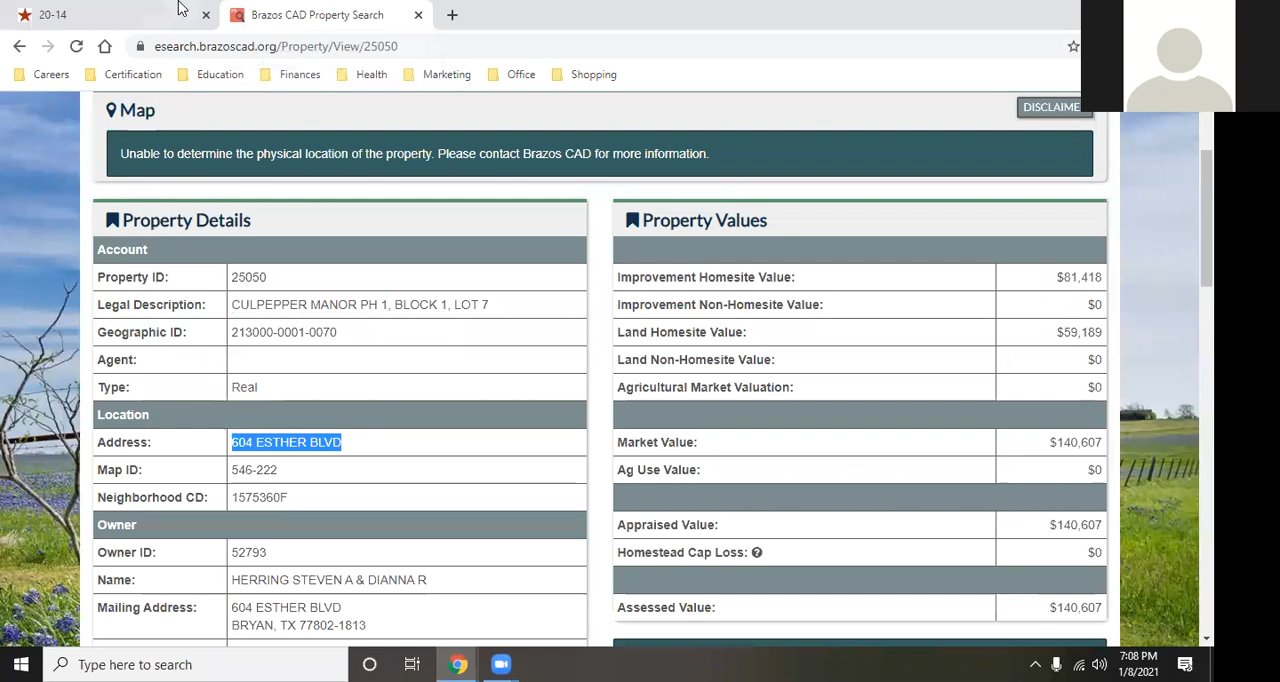 20-14
Brazos CAD Property Search
esearch.brazoscad.org/Property/View/25050
Careers Certification Education Finances Health Marketing Office Shopping
Map
DISCLAIME
Unable to determine the physical location of the property. Please contact Brazos CAD for more information.
Property Details
Account
Property ID: 25050
Legal Description: CULPEPPER MANOR PH 1, BLOCK 1, LOT 7
Geographic ID: 213000-0001-0070
Agent:
Type: Real
Location
Address: 604 ESTHER BLVD
Map ID: 546-222
Neighborhood CD: 1575360F
Owner
Owner ID: 52793
Name: HERRING STEVEN A & DIANNA R
Mailing Address: 604 ESTHER BLVD
BRYAN, TX 77802-1813
Property Values
Improvement Homesite Value: $81,418
Improvement Non-Homesite Value: $0
Land Homesite Value: $59,189
Land Non-Homesite Value: $0
Agricultural Market Valuation: $0
Market Value: $140,607
Ag Use Value: $0
Appraised Value: $140,607
Homestead Cap Loss: $0
Assessed Value: $140,607
Type here to search
7:08 PM
1/8/2021